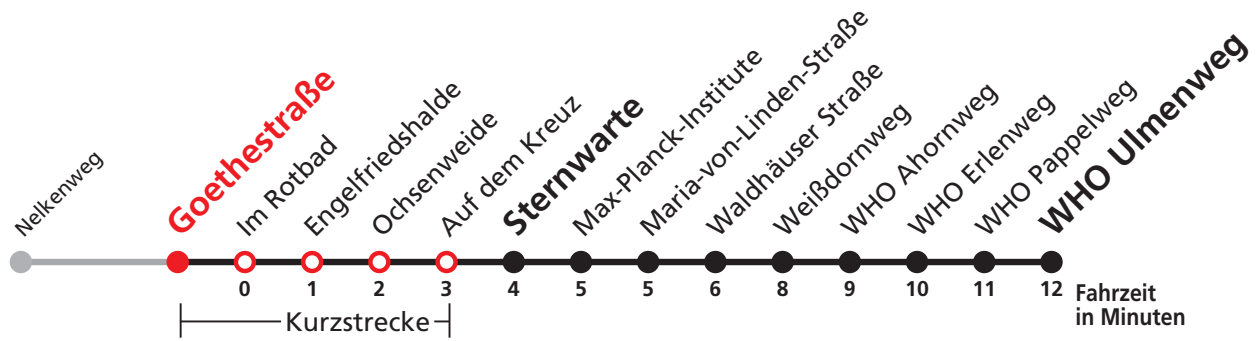 Nelkenweg
Goethestraße
Im Rotbad
Engelfriedshalde
Ochsenweide
Auf dem Kreuz
Sternwarte
Max-Planck-Institute
Maria-von-Linden-Straße
Waldhäuser Straße
Weißdornweg
WHO Ahornweg
WHO Erlenweg
WHO Pappelweg
WHO Ulmenweg
0 1 2 3 4 5 5 6 8 9 10 11 12
Fahrzeit
in Minuten
Kurzstrecke